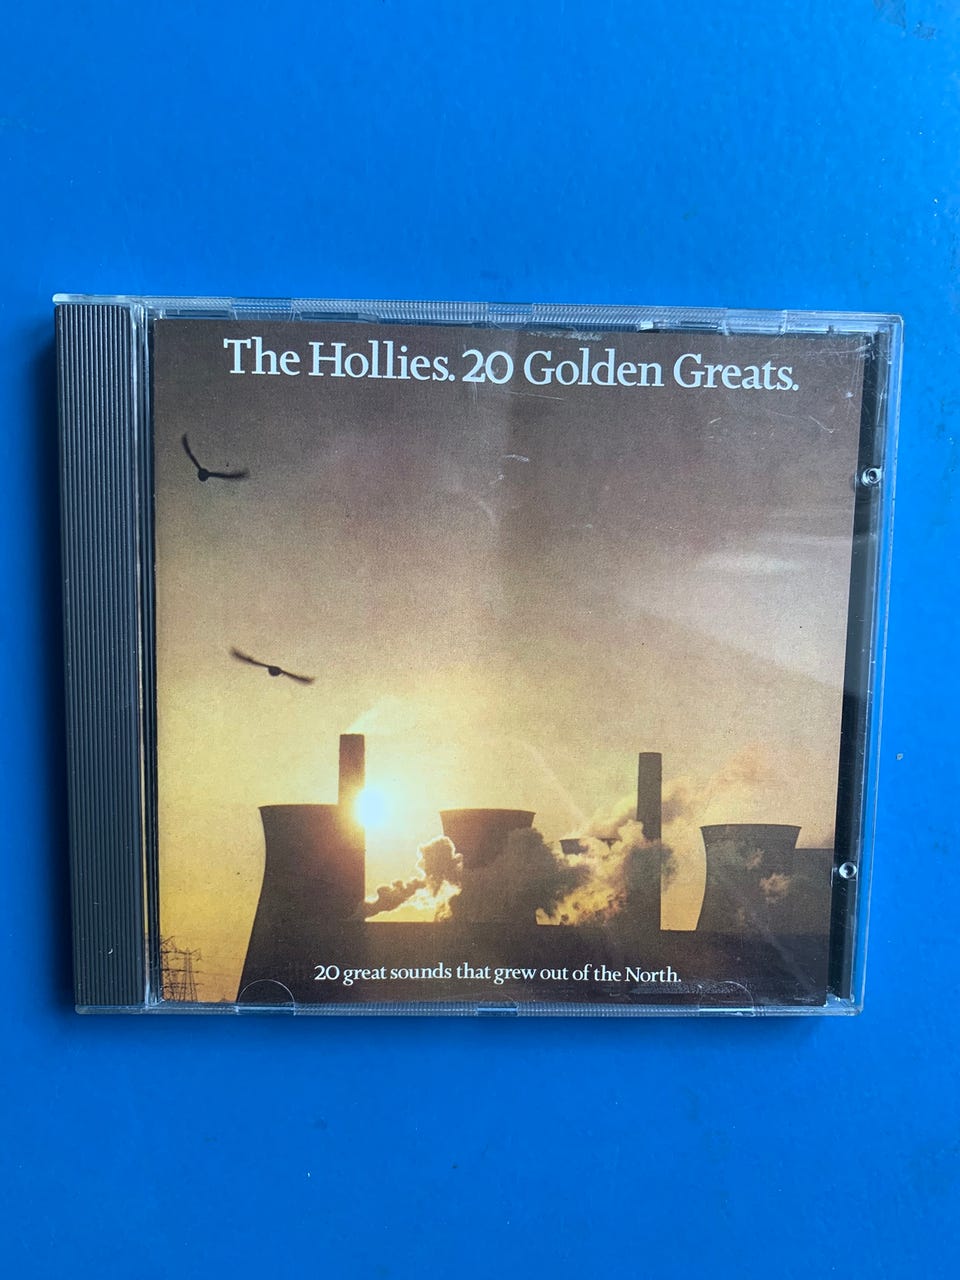 The Hollies. 20 Golden Greats.
20 great sounds that grew out of the North.